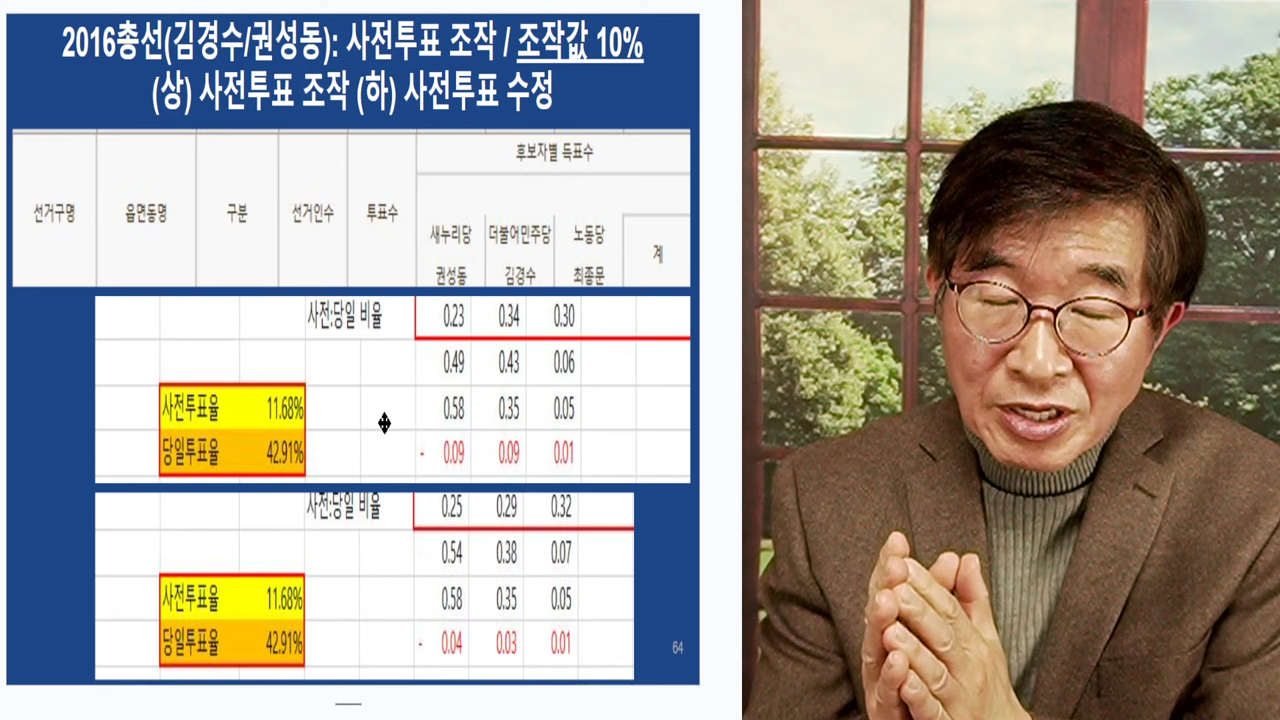 2016총선(김경수/권성동): 사전투표 조작 / 조작값 10%
(상) 사전투표 조작 (하) 사전투표 수정
후보자별 득표수
선거구명 읍면동명 구분 선거인수 투표수
새누리당 더불어민주당 노동당
계
권성동 김경수 최종문
사전:당일 비율 0.23 0.34 0.30
0.49 0.43 0.06
사전투표율 11.68% 0.58 0.35 0.05
당일투표율 42.91% - 0.09 0.09 0.01
사전:당일 비율 0.25 0.29 0.32
0.54 0.38 0.07
사전투표율 11.68% 0.58 0.35 0.05
당일투표율 42.91% - 0.04 0.03 0.01
64